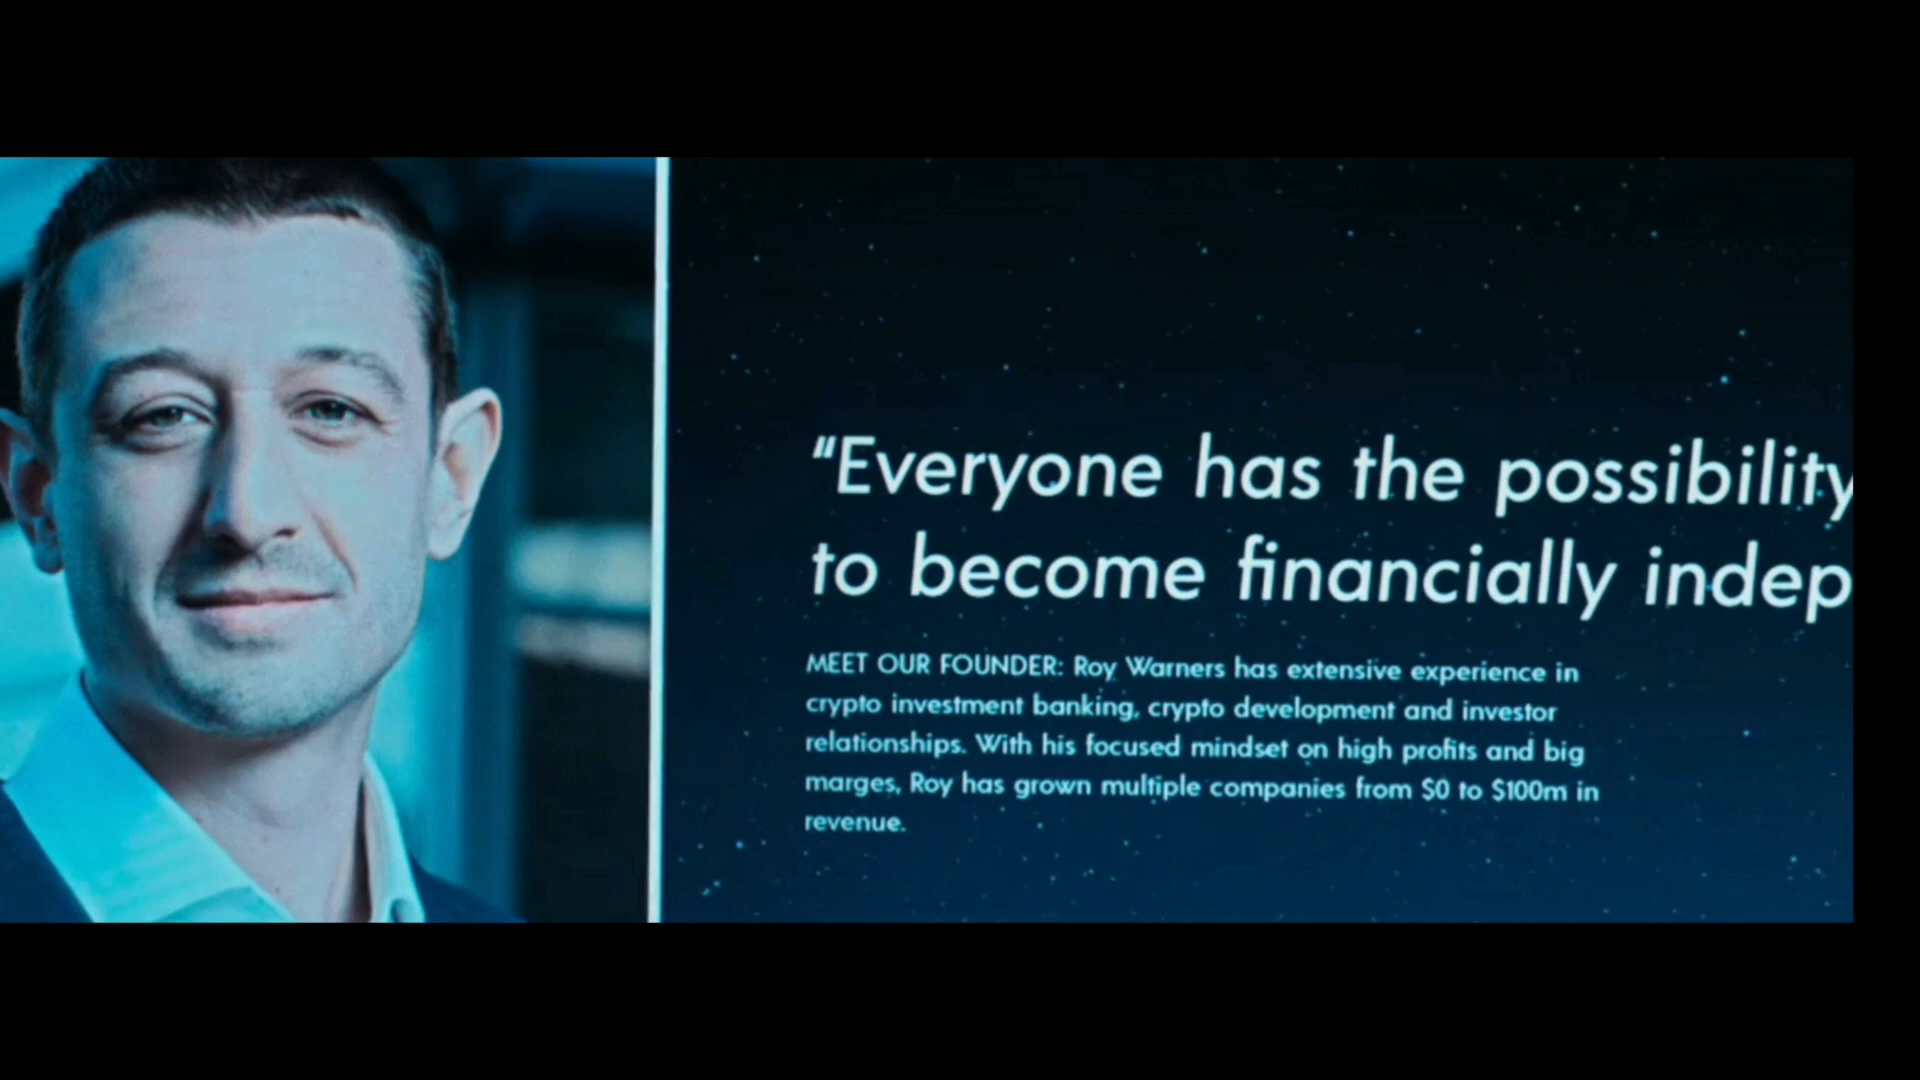 “Everyone has the possibility
to become financially indep
MEET OUR FOUNDER: Roy Warners has extensive experience in
crypto investment banking, crypto development and investor
relationships. With his focused mindset on high profits and big
marges, Roy has grown multiple companies from $0 to $100m in
revenue.